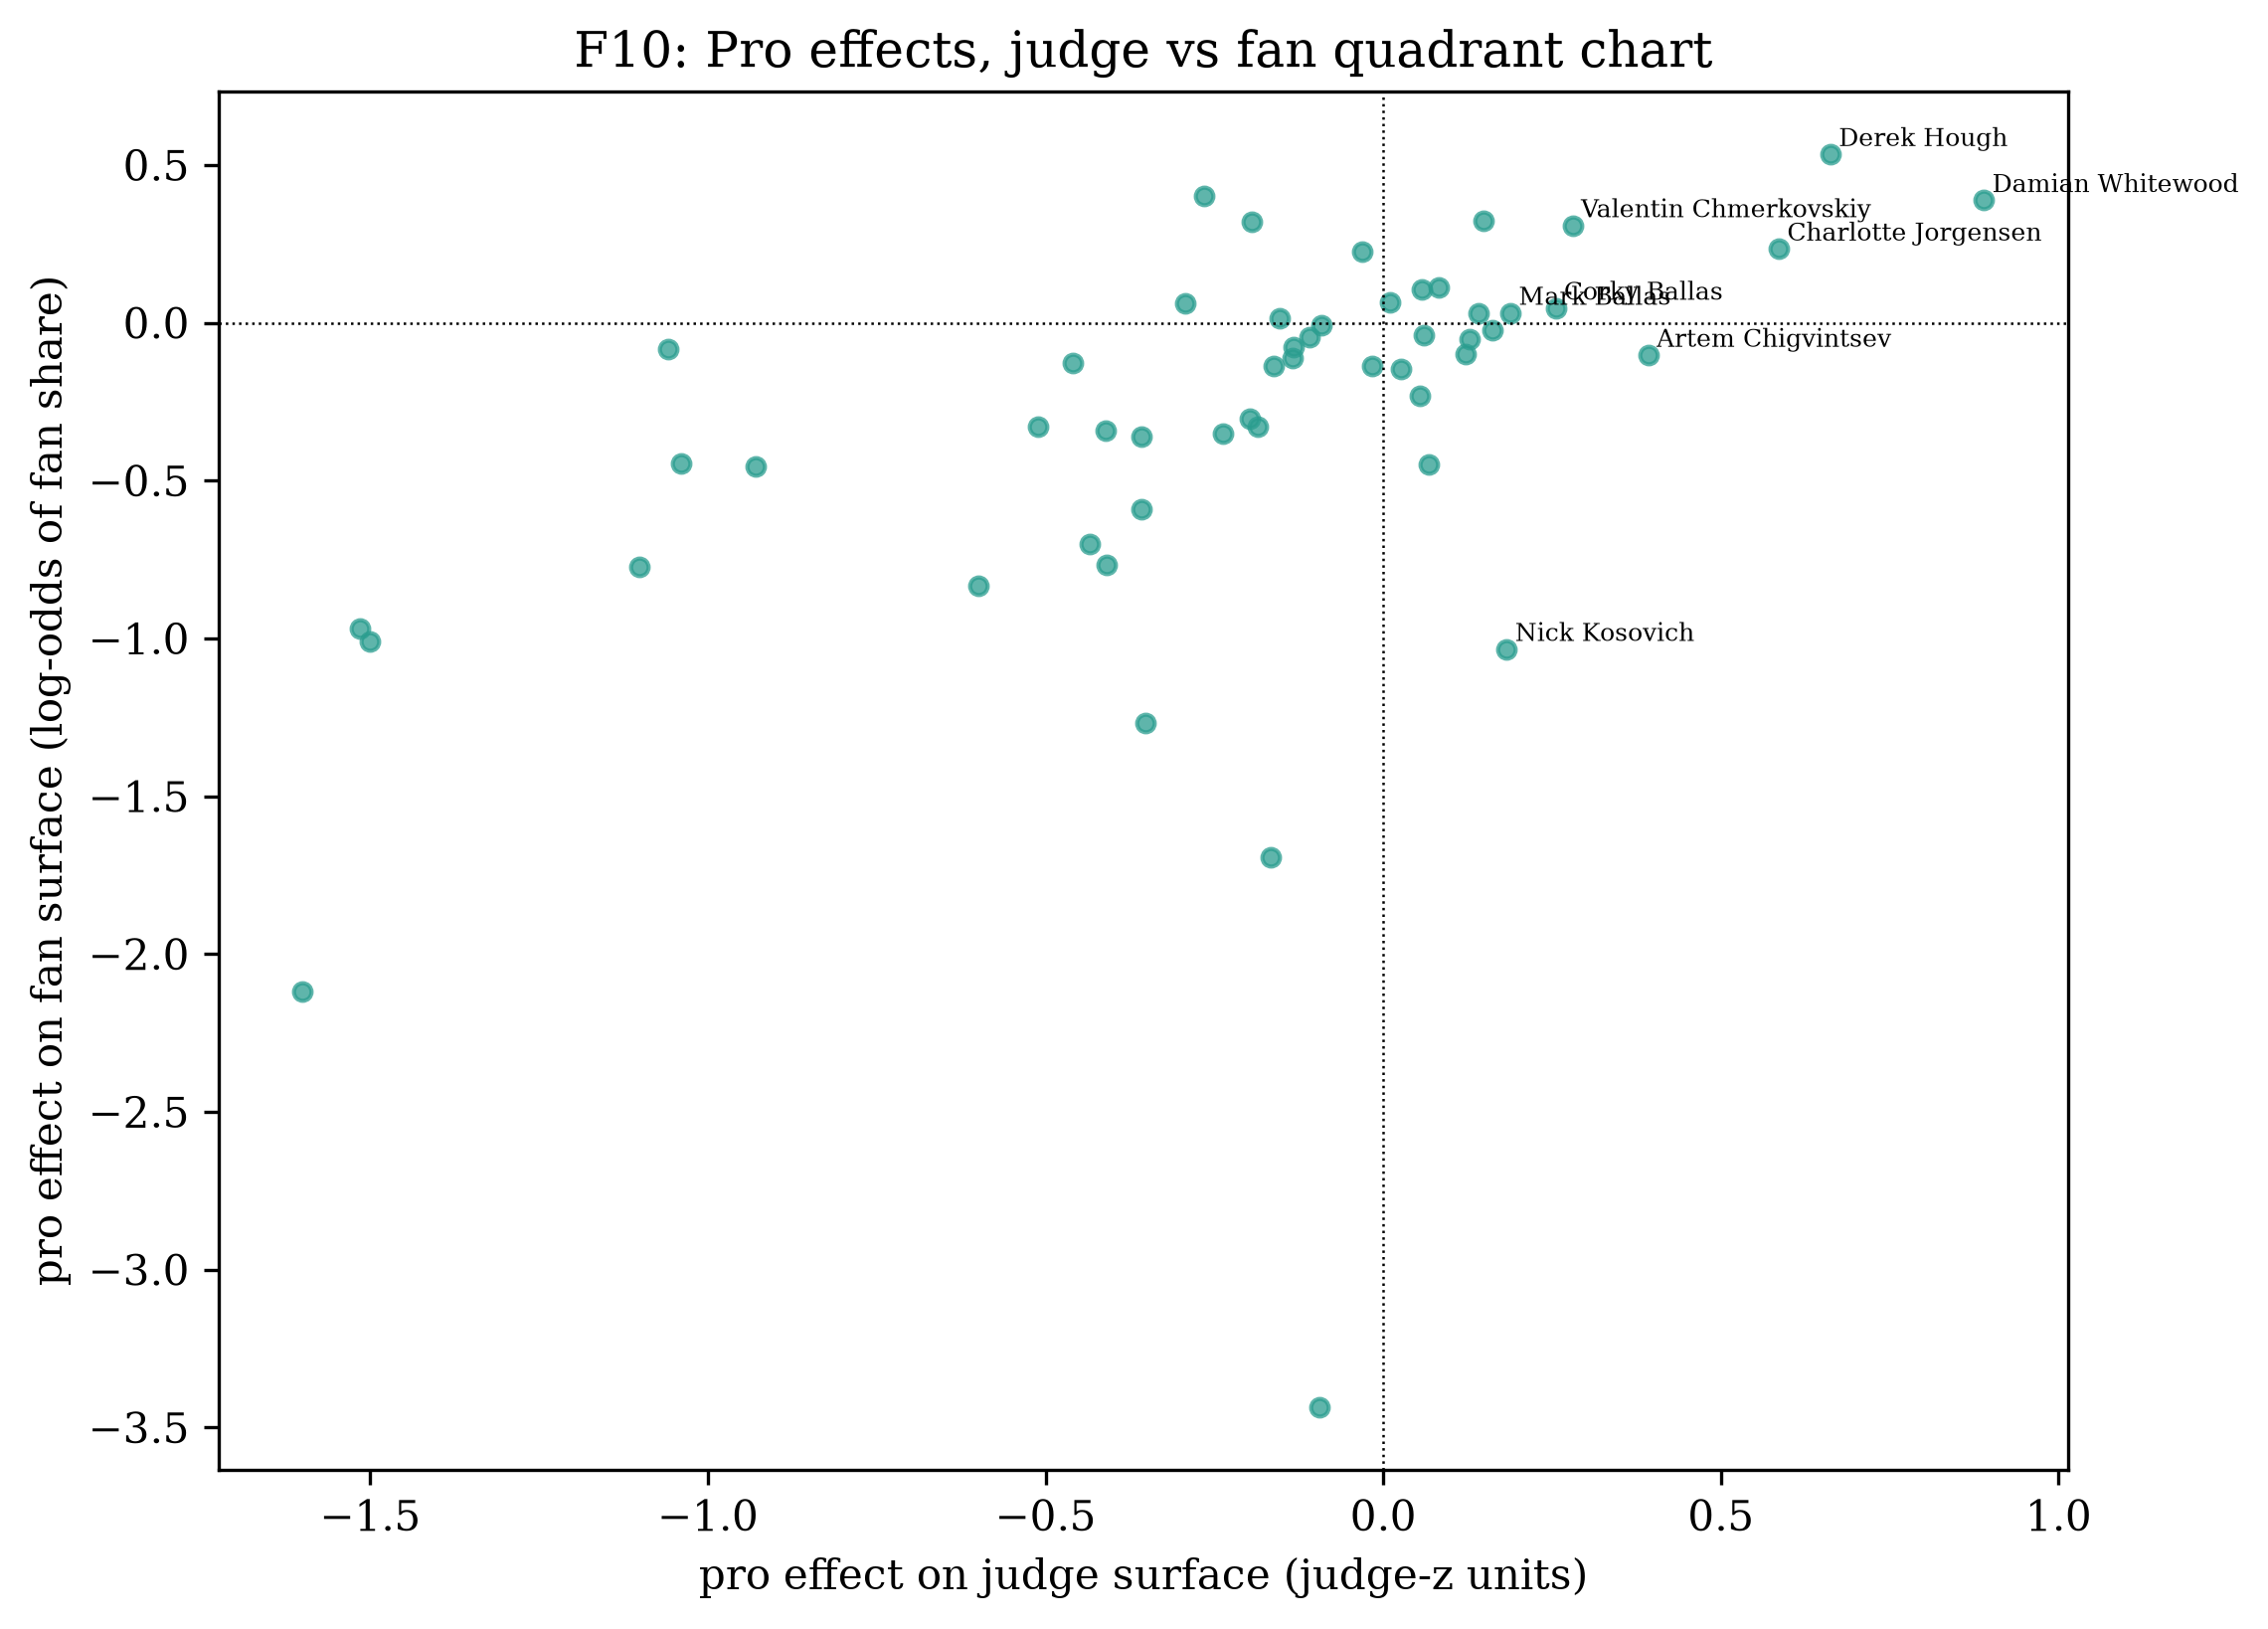 F10: Pro effects, judge vs fan quadrant chart
pro effect on fan surface (log-odds of fan share)
0.5
0.0
−0.5
−1.0
−1.5
−2.0
−2.5
−3.0
−3.5
Derek Hough
Damian Whitewood
Valentin Chmerkovskiy
Charlotte Jorgensen
Corky Ballas
Mark Ballas
Artem Chigvintsev
Nick Kosovich
−1.5 −1.0 −0.5 0.0 0.5 1.0
pro effect on judge surface (judge-z units)